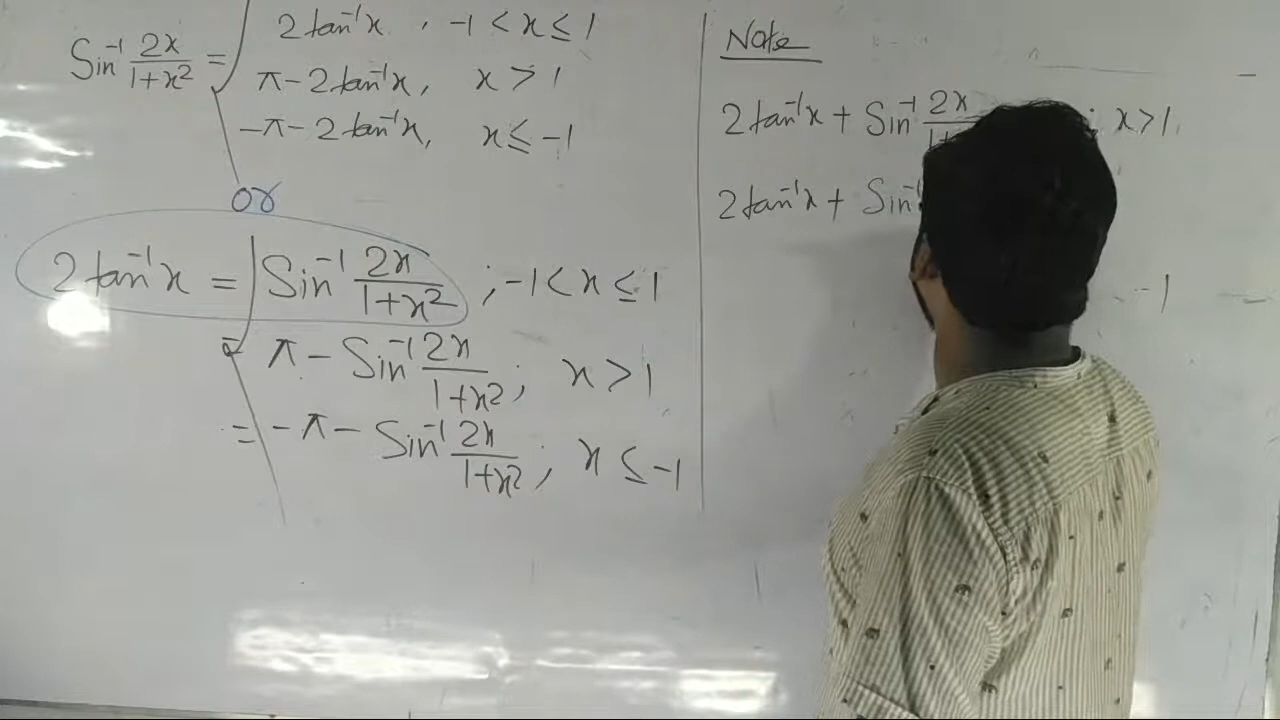 Sin⁻¹ 2x/(1+x²) = { 2tan⁻¹x , -1 < x ≤ 1
π - 2tan⁻¹x, x > 1
-π - 2tan⁻¹x, x ≤ -1
or
2tan⁻¹x = Sin⁻¹ 2x/(1+x²) ; -1 < x ≤ 1
= π - Sin⁻¹ 2x/(1+x²) ; x > 1
= -π - Sin⁻¹ 2x/(1+x²) ; x ≤ -1
Note
2tan⁻¹x + Sin⁻¹ 2x/1+ ; x > 1.
2tan⁻¹x + Sin⁻¹ -1